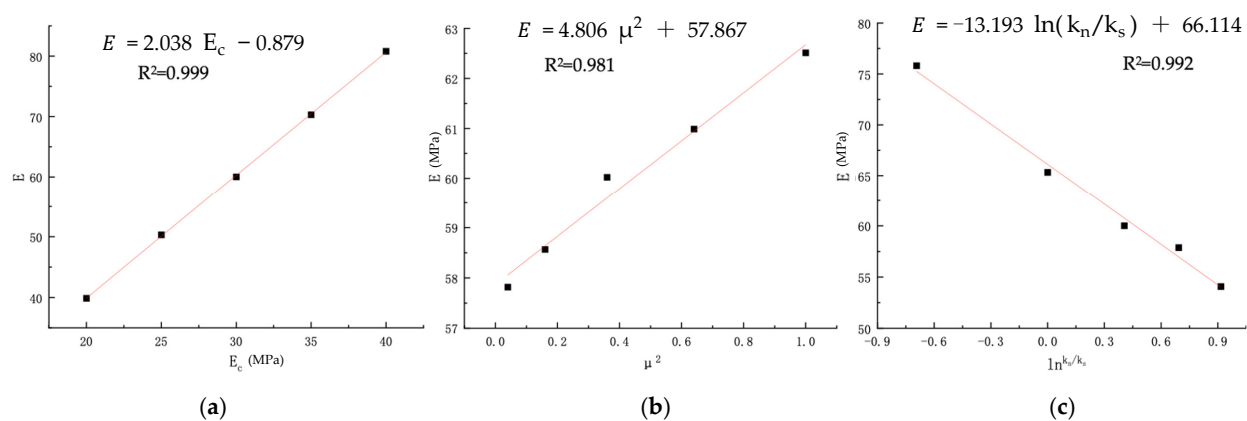 E = 2.038 E_c − 0.879
R²=0.999
80
70
60
50
40
E
20 25 30 35 40
E_c (MPa)
(a)
E = 4.806 μ² + 57.867
R²=0.981
63
62
61
60
59
58
57
E (MPa)
0.0 0.2 0.4 0.6 0.8 1.0
μ²
(b)
E = −13.193 ln(k_n/k_s) + 66.114
R²=0.992
80
75
70
65
60
55
50
E (MPa)
−0.9 −0.6 −0.3 0.0 0.3 0.6 0.9
ln^{k_n/k_s}
(c)